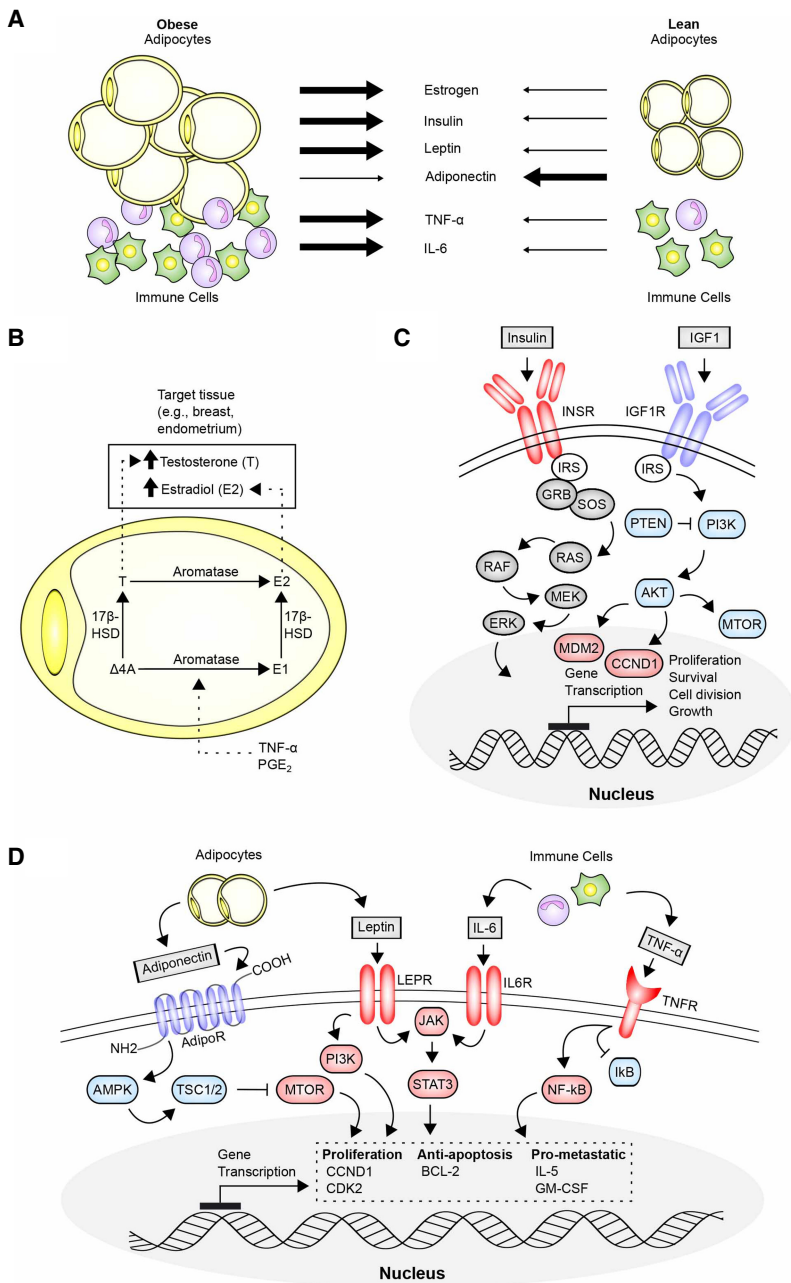 A
Obese
Adipocytes
Lean
Adipocytes
Estrogen
Insulin
Leptin
Adiponectin
TNF-α
IL-6
Immune Cells
Immune Cells
B
Target tissue
(e.g., breast,
endometrium)
Testosterone (T)
Estradiol (E2)
T
Aromatase
E2
17β-
HSD
17β-
HSD
Δ4A
Aromatase
E1
TNF-α
PGE₂
C
Insulin
IGF1
INSR
IGF1R
IRS
IRS
GRB
SOS
PTEN
PI3K
RAS
RAF
MEK
AKT
ERK
MTOR
MDM2
CCND1
Gene
Transcription
Proliferation
Survival
Cell division
Growth
Nucleus
D
Adipocytes
Immune Cells
Leptin
IL-6
TNF-α
Adiponectin
COOH
LEPR
IL6R
TNFR
NH2
AdipoR
JAK
PI3K
IkB
AMPK
TSC1/2
MTOR
STAT3
NF-kB
Gene
Transcription
Proliferation
CCND1
CDK2
Anti-apoptosis
BCL-2
Pro-metastatic
IL-5
GM-CSF
Nucleus